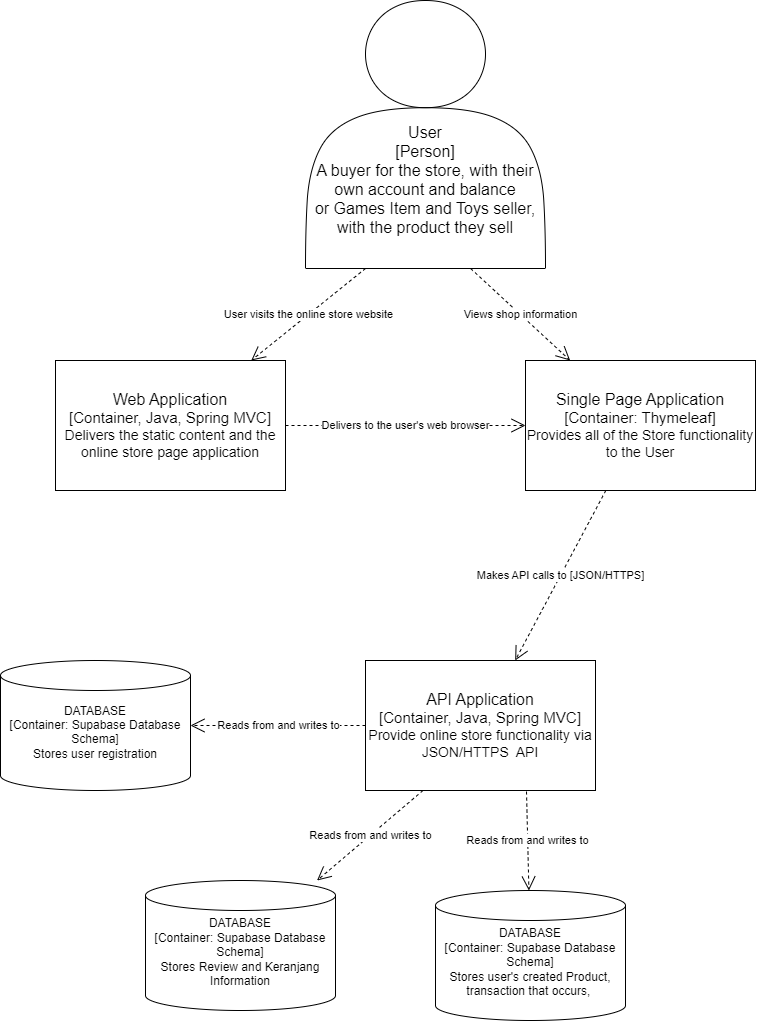 User
[Person]
A buyer for the store, with their
own account and balance
or Games Item and Toys seller,
with the product they sell
User visits the online store website
Views shop information
Web Application
[Container, Java, Spring MVC]
Delivers the static content and the
online store page application
Delivers to the user's web browser
Single Page Application
[Container: Thymeleaf]
Provides all of the Store functionality
to the User
Makes API calls to [JSON/HTTPS]
API Application
[Container, Java, Spring MVC]
Provide online store functionality via
JSON/HTTPS  API
Reads from and writes to
DATABASE
[Container: Supabase Database
Schema]
Stores user registration
Reads from and writes to
Reads from and writes to
DATABASE
[Container: Supabase Database
Schema]
Stores Review and Keranjang
Information
DATABASE
[Container: Supabase Database
Schema]
Stores user's created Product,
transaction that occurs,